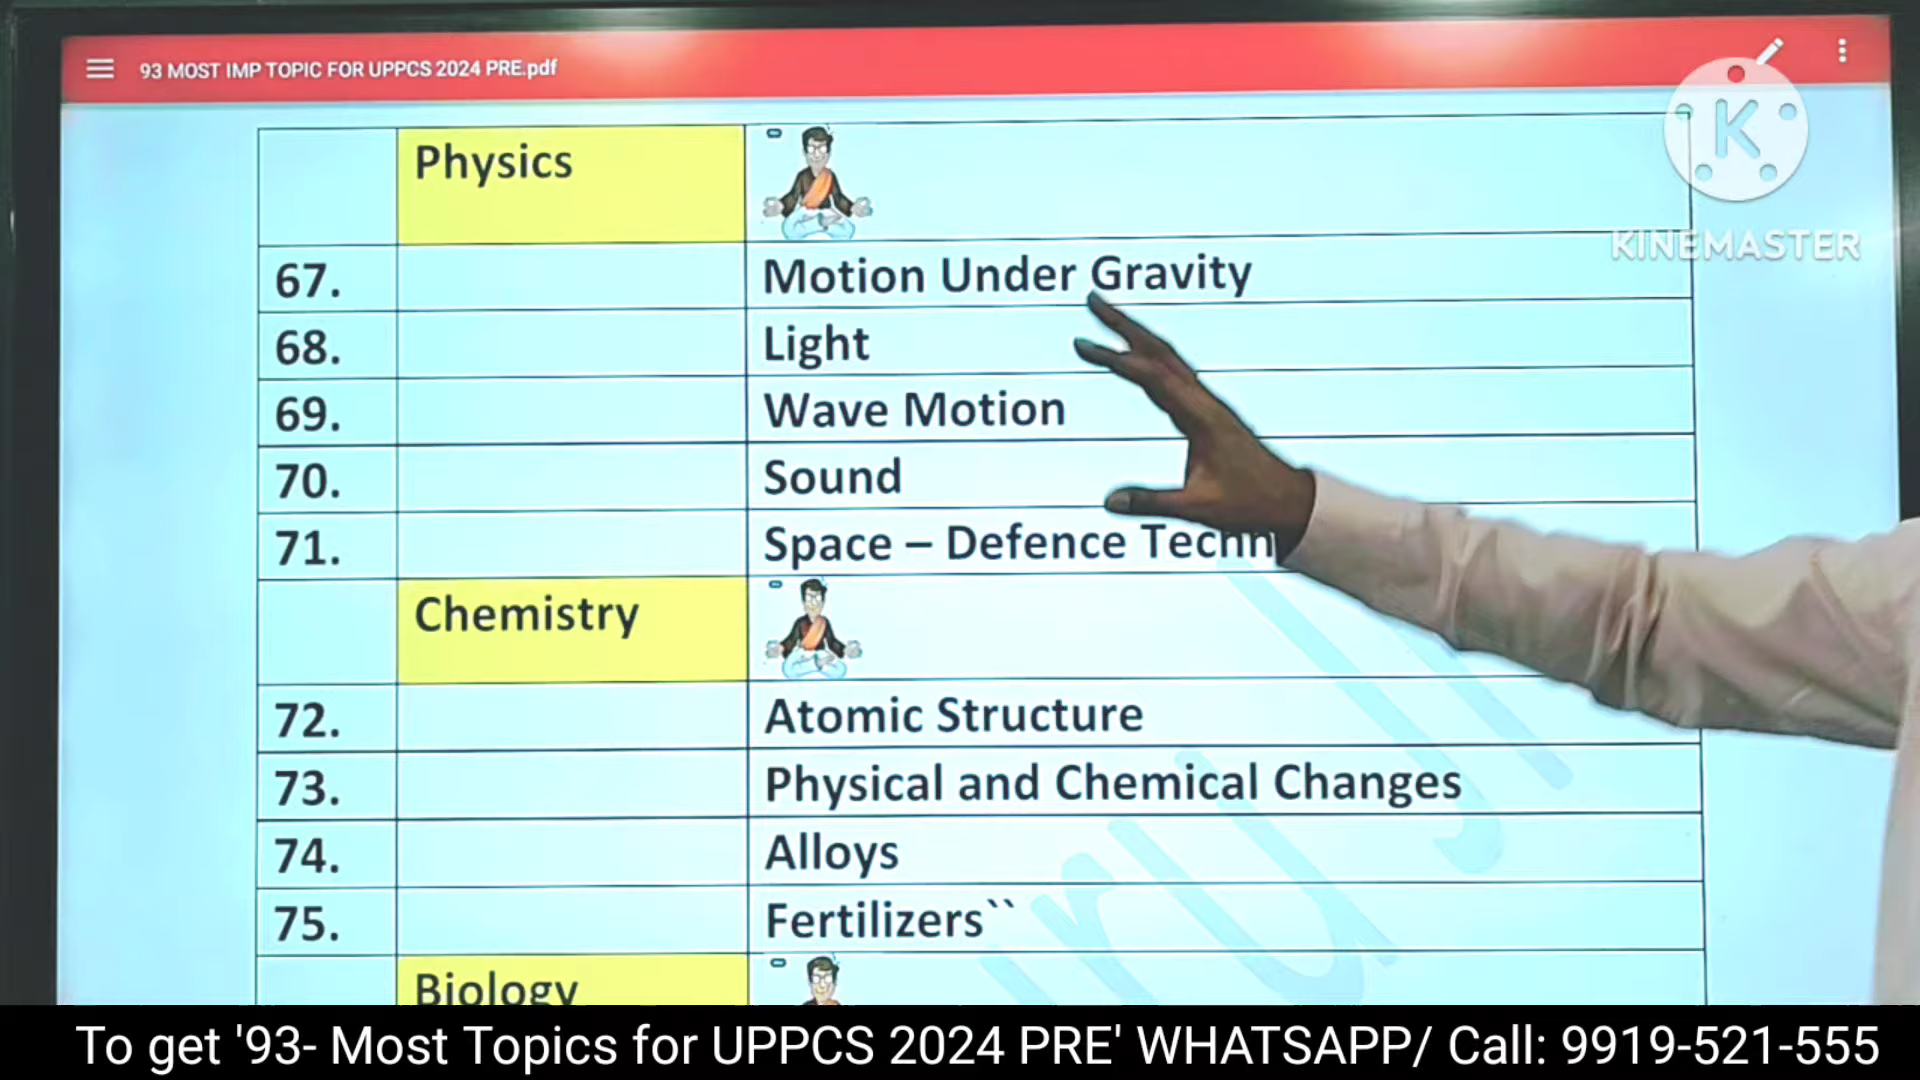 93 MOST IMP TOPIC FOR UPPCS 2024 PRE.pdf
K
KINEMASTER
Physics
67. Motion Under Gravity
68. Light
69. Wave Motion
70. Sound
71. Space – Defence Techn
Chemistry
72. Atomic Structure
73. Physical and Chemical Changes
74. Alloys
75. Fertilizers``
Biology
To get '93- Most Topics for UPPCS 2024 PRE' WHATSAPP/ Call: 9919-521-555